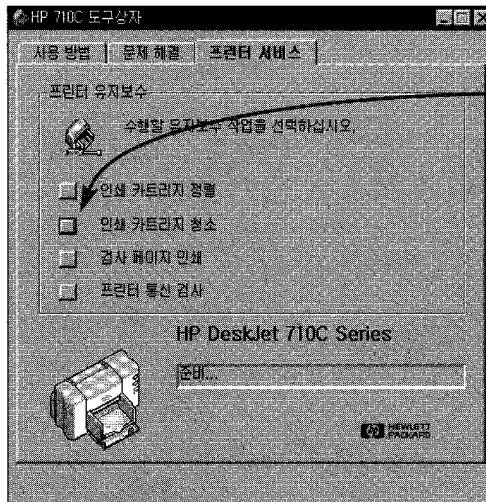 HP 710C 도구상자
사용 방법 문제 해결 프린터 서비스
프린터 유지보수
수행할 유지보수 작업을 선택하십시오.
인쇄 카트리지 정렬
인쇄 카트리지 청소
검사 페이지 인쇄
프린터 통신 검사
HP DeskJet 710C Series
준비...
HEWLETT
PACKARD